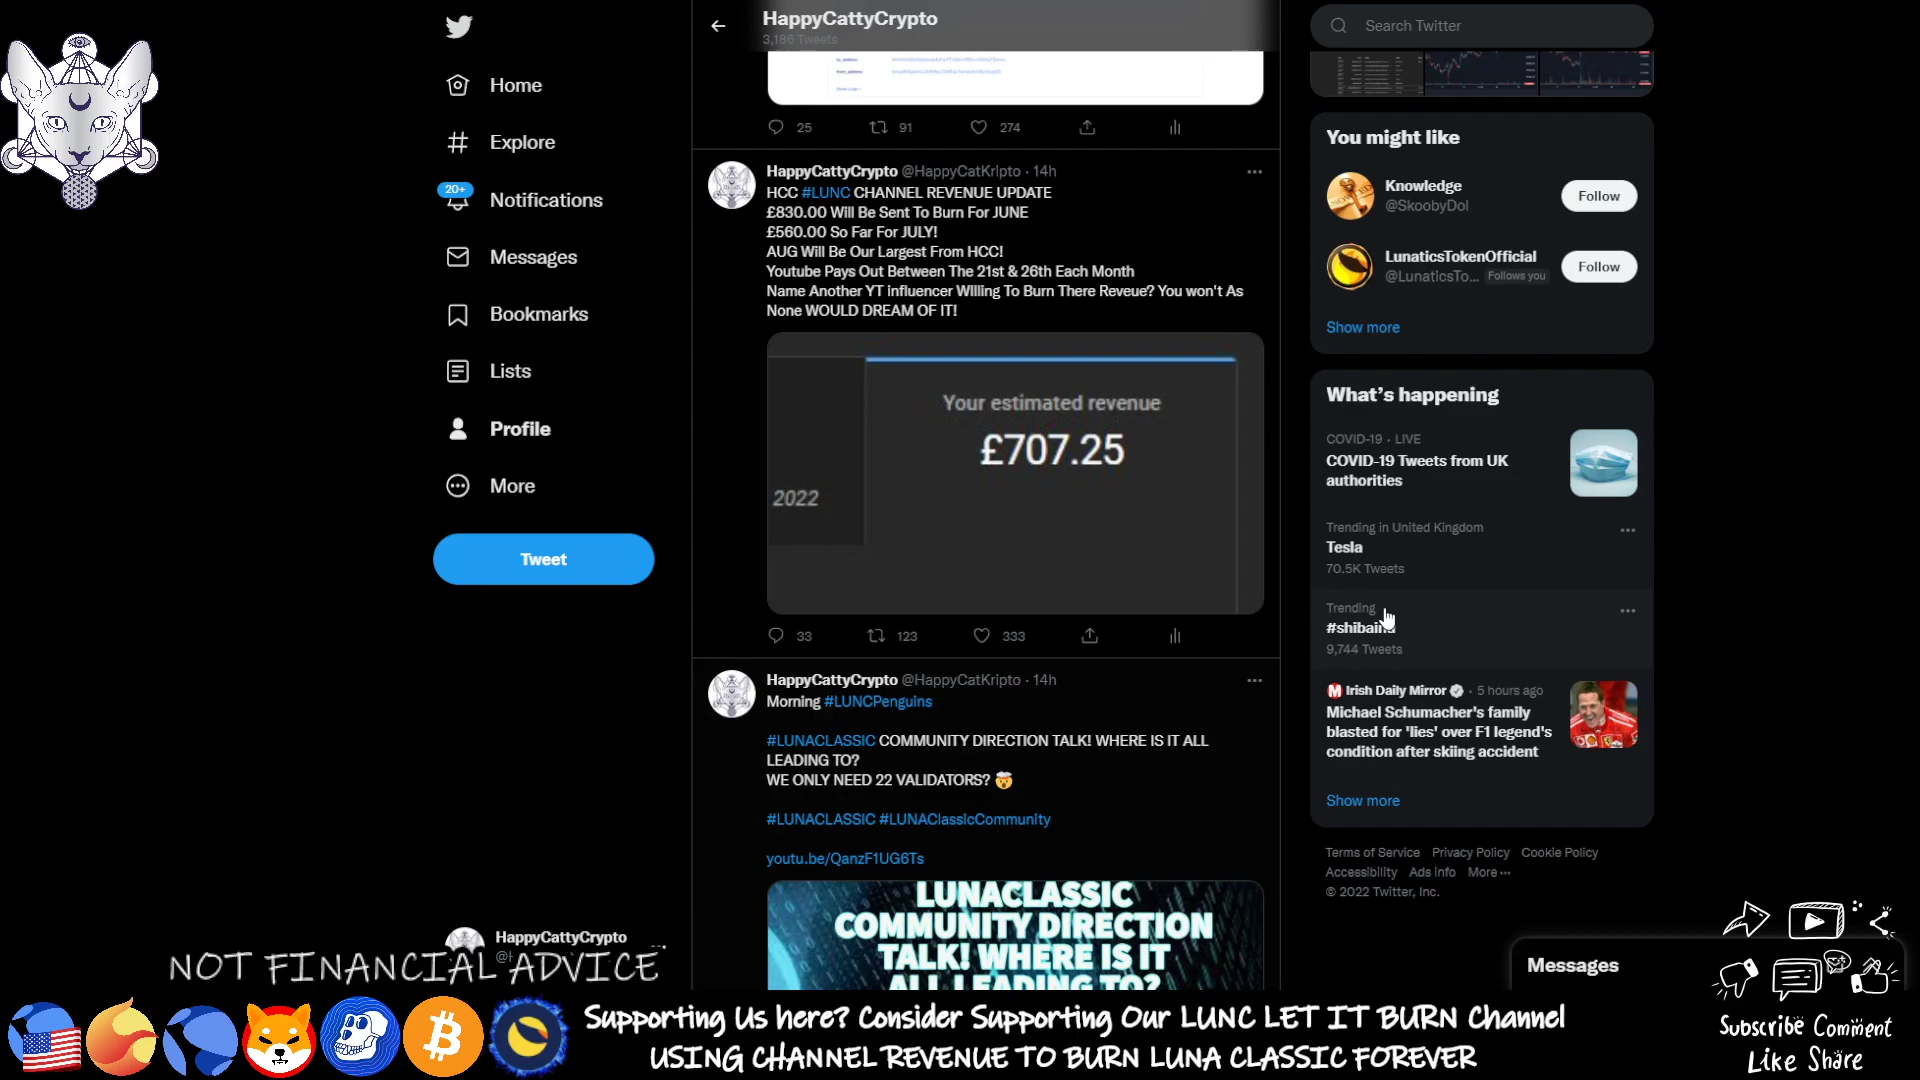 HappyCattyCrypto
3,186 Tweets
Search Twitter
Home
Explore
20+
Notifications
Messages
Bookmarks
Lists
Profile
More
Tweet
25 91 274
HappyCattyCrypto @HappyCatKripto · 14h
HCC #LUNC CHANNEL REVENUE UPDATE
£830.00 Will Be Sent To Burn For JUNE
£560.00 So Far For JULY!
AUG Will Be Our Largest From HCC!
Youtube Pays Out Between The 21st & 26th Each Month
Name Another YT influencer Willing To Burn There Reveue? You won't As
None WOULD DREAM OF IT!
Your estimated revenue
£707.25
2022
33 123 333
HappyCattyCrypto @HappyCatKripto · 14h
Morning #LUNCPenguins
#LUNACLASSIC COMMUNITY DIRECTION TALK! WHERE IS IT ALL
LEADING TO?
WE ONLY NEED 22 VALIDATORS? 🤯
#LUNACLASSIC #LUNAClassicCommunity
youtu.be/QanzF1UG6Ts
LUNACLASSIC
COMMUNITY DIRECTION
TALK! WHERE IS IT
ALL LEADING TO?
You might like
Knowledge
@SkoobyDol
Follow
LunaticsTokenOfficial
@LunaticsTo... Follows you
Follow
Show more
What's happening
COVID-19 · LIVE
COVID-19 Tweets from UK
authorities
Trending in United Kingdom
Tesla
70.5K Tweets
Trending
#shibainu
9,744 Tweets
Irish Daily Mirror · 5 hours ago
Michael Schumacher's family
blasted for 'lies' over F1 legend's
condition after skiing accident
Show more
Terms of Service Privacy Policy Cookie Policy
Accessibility Ads info More ···
© 2022 Twitter, Inc.
Messages
HappyCattyCrypto
NOT FINANCIAL ADVICE
Supporting Us here? Consider Supporting Our LUNC LET IT BURN Channel
USING CHANNEL REVENUE TO BURN LUNA CLASSIC FOREVER
Subscribe Comment
Like Share